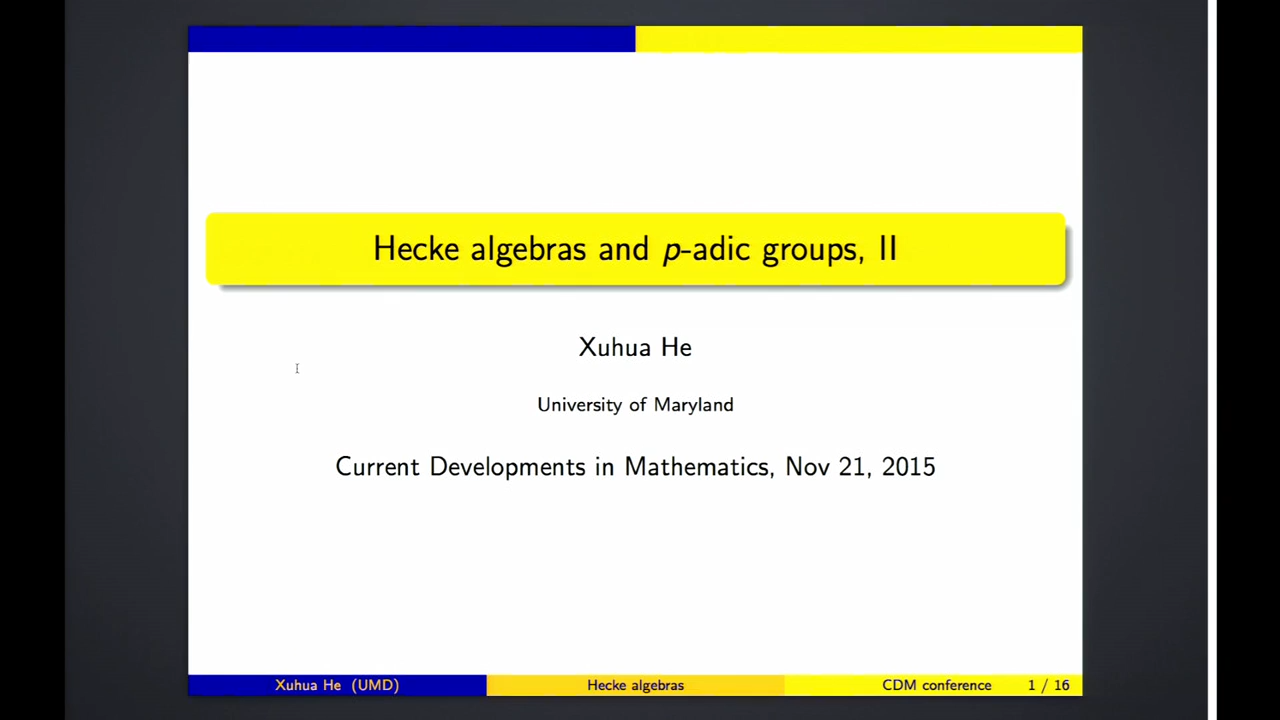 Hecke algebras and p-adic groups, II
Xuhua He
University of Maryland
Current Developments in Mathematics, Nov 21, 2015
Xuhua He (UMD) Hecke algebras CDM conference 1 / 16